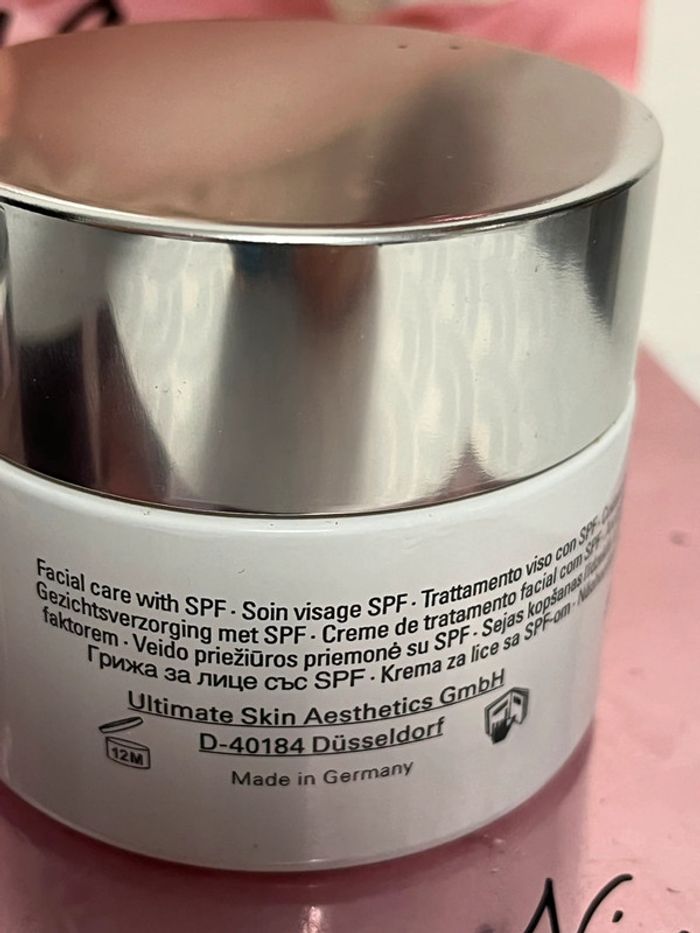 Facial care with SPF · Soin visage SPF · Trattamento viso con SPF ·
Gezichtsverzorging met SPF · Creme de tratamento facial com SPF ·
faktorem · Veido priežiūros priemonė su SPF · Sejas kopšanas
Грижа за лице със SPF · Krema za lice sa SPF-om ·
Ultimate Skin Aesthetics GmbH
D-40184 Düsseldorf
12M
Made in Germany